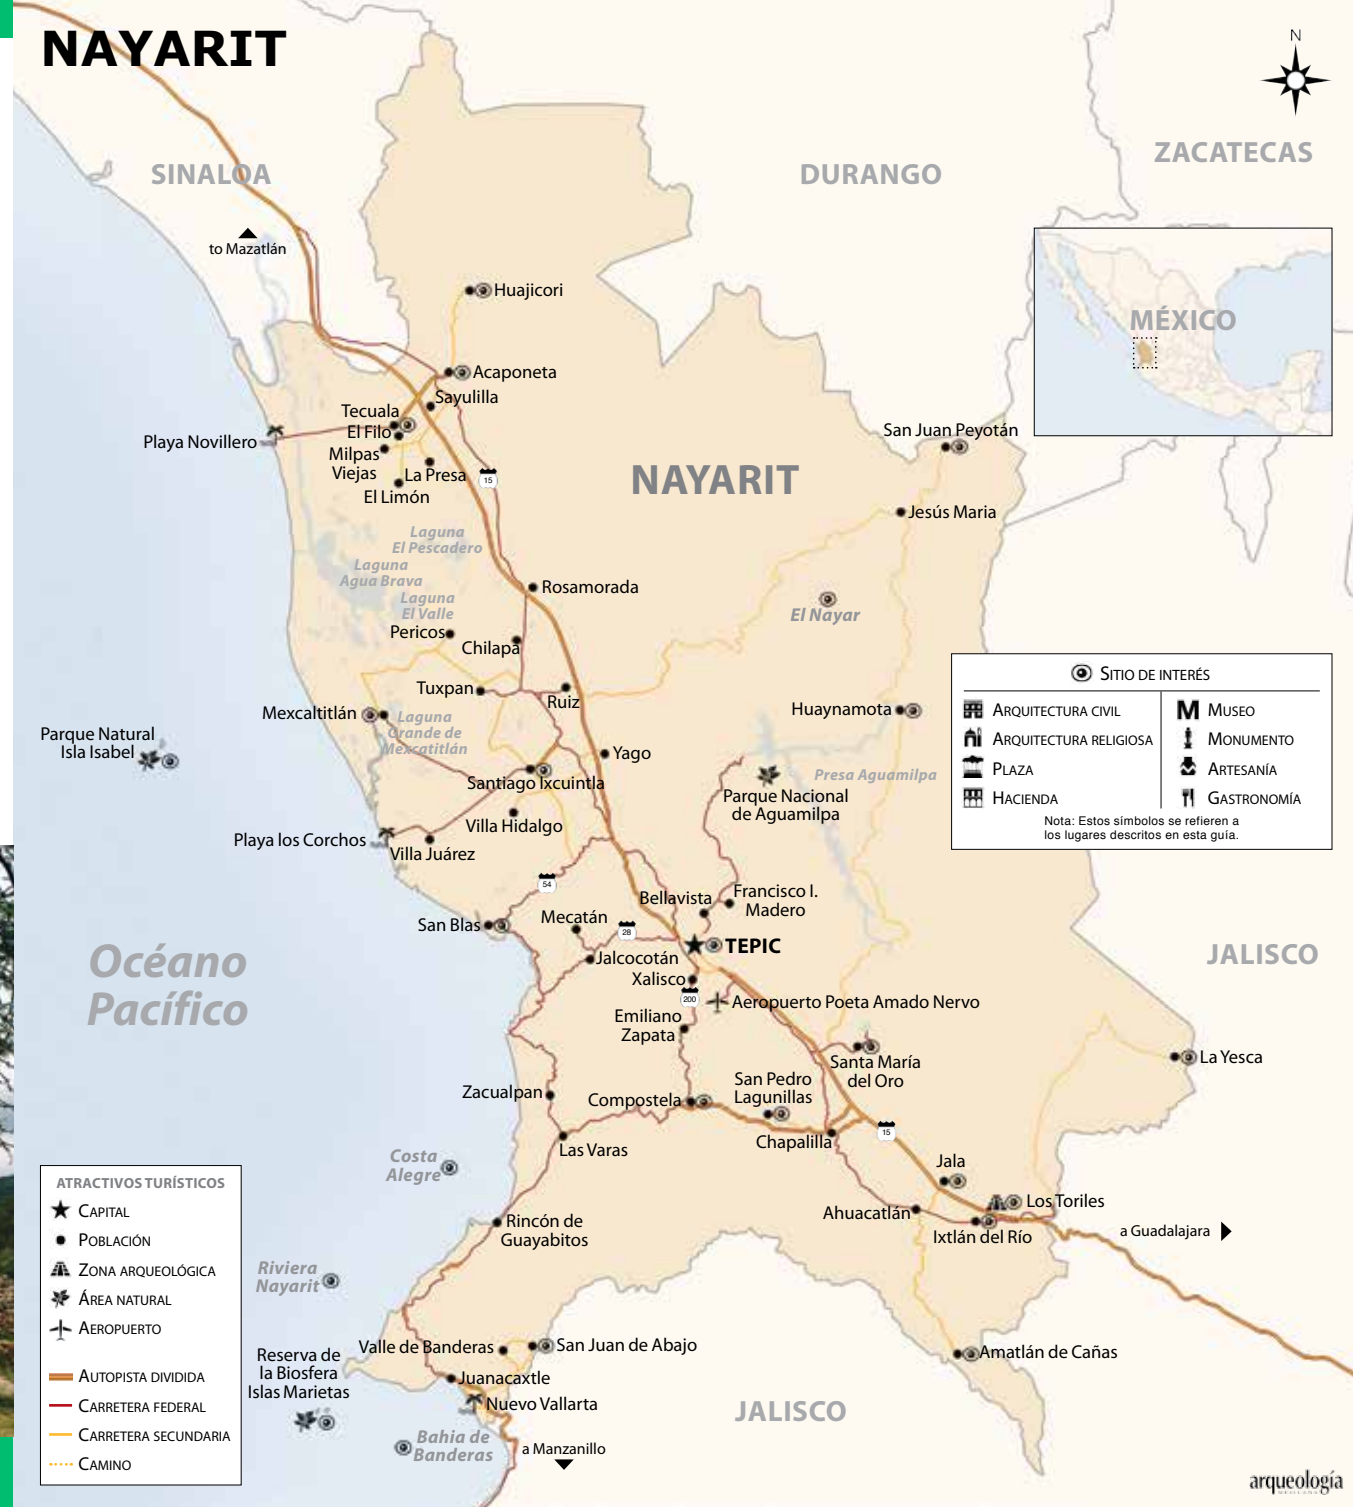 NAYARIT
N
SINALOA
DURANGO
ZACATECAS
to Mazatlán
MÉXICO
Huajicori
Acaponeta
Sayulilla
Tecuala
El Filo
Playa Novillero
Milpas
Viejas
La Presa
El Limón
15
NAYARIT
San Juan Peyotán
Jesús Maria
Laguna
El Pescadero
Laguna
Agua Brava
Laguna
El Valle
Rosamorada
El Nayar
Pericos
Chilapa
Tuxpan
Ruiz
Mexcaltitlán
Laguna
Grande de
Mexcatitlán
Huaynamota
Parque Natural
Isla Isabel
Yago
Santiago Ixcuintla
Presa Aguamilpa
Parque Nacional
de Aguamilpa
Villa Hidalgo
Playa los Corchos
Villa Juárez
SITIO DE INTERÉS
ARQUITECTURA CIVIL
ARQUITECTURA RELIGIOSA
PLAZA
HACIENDA
M MUSEO
MONUMENTO
ARTESANÍA
GASTRONOMÍA
Nota: Estos símbolos se refieren a
los lugares descritos en esta guía.
54
Bellavista
Francisco I.
Madero
San Blas
Mecatán
28
TEPIC
Jalcocotán
Xalisco
200
Aeropuerto Poeta Amado Nervo
Océano
Pacífico
JALISCO
Emiliano
Zapata
Santa María
del Oro
La Yesca
Zacualpan
Compostela
San Pedro
Lagunillas
Las Varas
Chapalilla
15
Costa
Alegre
Jala
Los Toriles
Ahuacatlán
Ixtlán del Río
a Guadalajara
Rincón de
Guayabitos
Riviera
Nayarit
Valle de Banderas
San Juan de Abajo
Amatlán de Cañas
Reserva de
la Biosfera
Islas Marietas
Juanacaxtle
Nuevo Vallarta
JALISCO
Bahia de
Banderas
a Manzanillo
ATRACTIVOS TURÍSTICOS
CAPITAL
POBLACIÓN
ZONA ARQUEOLÓGICA
ÁREA NATURAL
AEROPUERTO
AUTOPISTA DIVIDIDA
CARRETERA FEDERAL
CARRETERA SECUNDARIA
CAMINO
arqueología